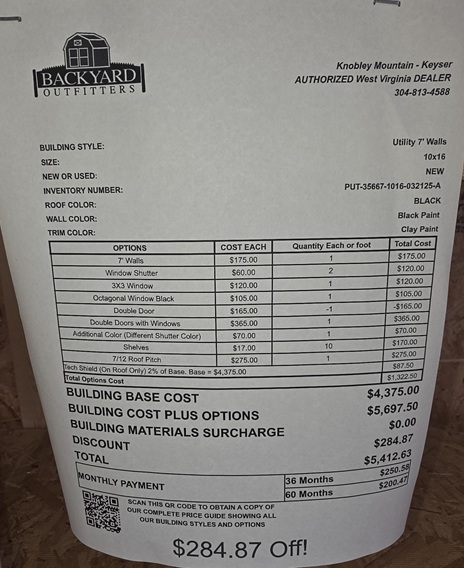 BACKYARD
OUTFITTERS
Knobley Mountain - Keyser
AUTHORIZED West Virginia DEALER
304-813-4588
BUILDING STYLE: Utility 7' Walls
SIZE: 10x16
NEW OR USED: NEW
INVENTORY NUMBER: PUT-35667-1016-032125-A
ROOF COLOR: BLACK
WALL COLOR: Black Paint
TRIM COLOR: Clay Paint
OPTIONS COST EACH Quantity Each or foot Total Cost
7' Walls $175.00 1 $175.00
Window Shutter $60.00 2 $120.00
3X3 Window $120.00 1 $120.00
Octagonal Window Black $105.00 1 $105.00
Double Door $165.00 -1 -$165.00
Double Doors with Windows $365.00 1 $365.00
Additional Color (Different Shutter Color) $70.00 1 $70.00
Shelves $17.00 10 $170.00
7/12 Roof Pitch $275.00 1 $275.00
Tech Shield (On Roof Only) 2% of Base. Base = $4,375.00 $87.50
Total Options Cost $1,322.50
BUILDING BASE COST $4,375.00
BUILDING COST PLUS OPTIONS $5,697.50
BUILDING MATERIALS SURCHARGE $0.00
DISCOUNT $284.87
TOTAL $5,412.63
MONTHLY PAYMENT 36 Months $250.58
60 Months $200.47
SCAN THIS QR CODE TO OBTAIN A COPY OF
OUR COMPLETE PRICE GUIDE SHOWING ALL
OUR BUILDING STYLES AND OPTIONS
$284.87 Off!